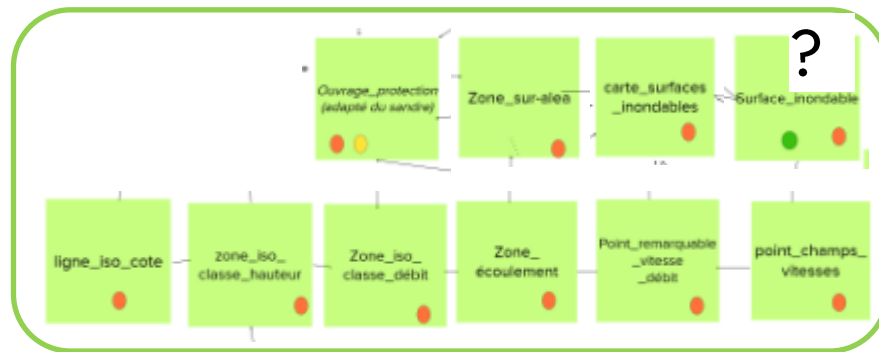 ?
Ouvrage_protection
(adapté du sandre)
Zone_sur-alea
carte_surfaces
_inondables
Surface_inondable
ligne_iso_cote
zone_iso_
classe_hauteur
Zone_iso_
classe_débit
Zone_
écoulement
Point_remarquable
_vitesse
_débit
point_champs_
vitesses